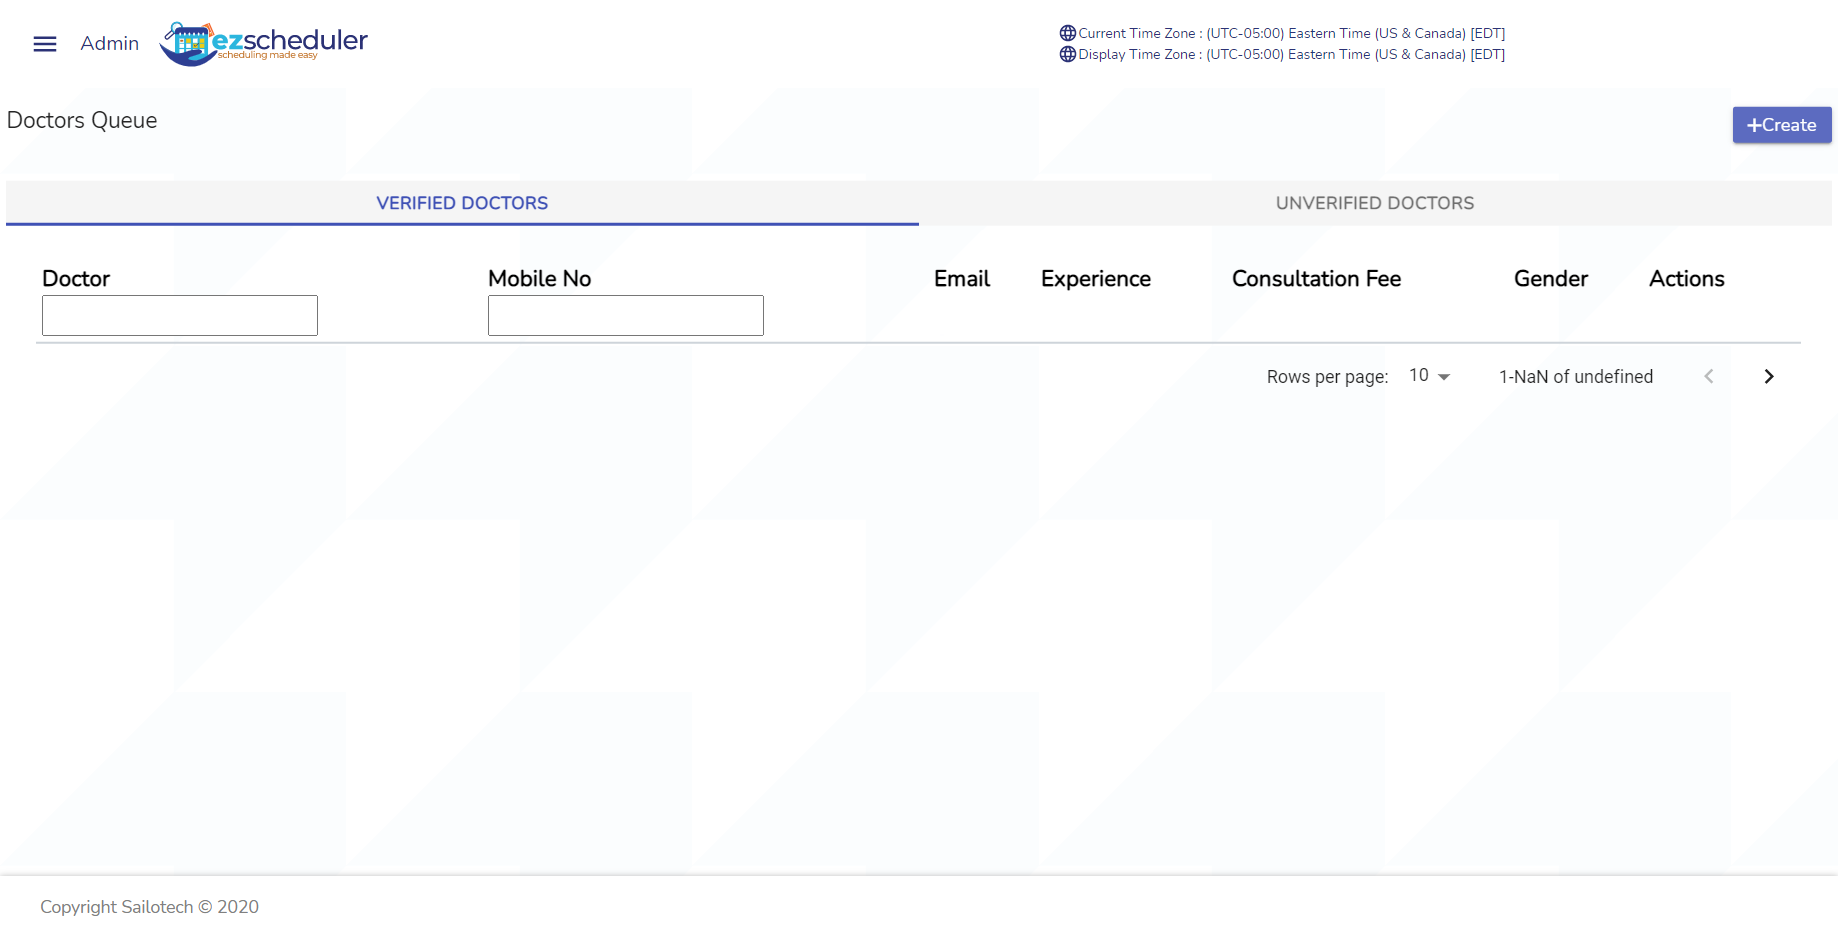 Admin
ezscheduler
scheduling made easy
Current Time Zone : (UTC-05:00) Eastern Time (US & Canada) [EDT]
Display Time Zone : (UTC-05:00) Eastern Time (US & Canada) [EDT]
Doctors Queue
+Create
VERIFIED DOCTORS
UNVERIFIED DOCTORS
Doctor Mobile No Email Experience Consultation Fee Gender Actions
Rows per page: 10 1-NaN of undefined
Copyright Sailotech © 2020